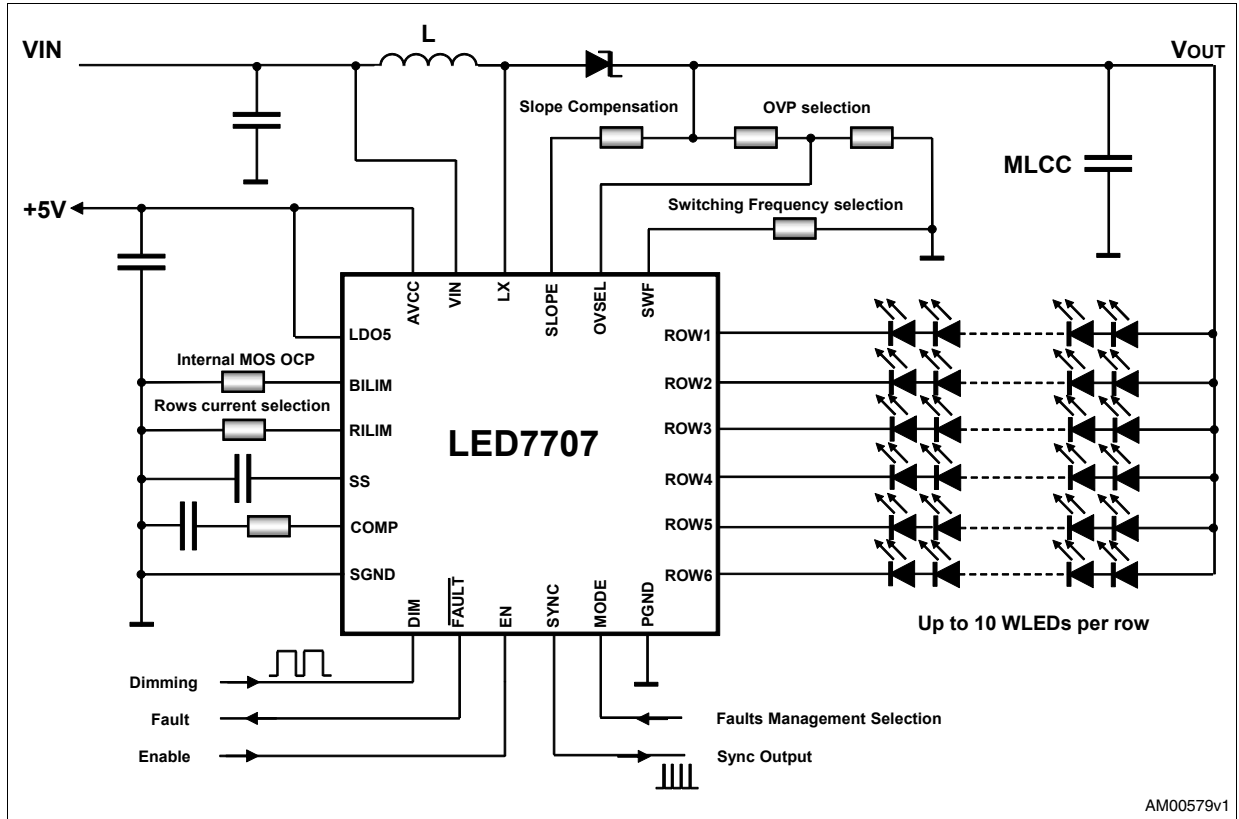 VIN
L
VOUT
Slope Compensation
OVP selection
MLCC
+5V
Switching Frequency selection
AVCC
VIN
LX
SLOPE
OVSEL
SWF
LDO5
ROW1
Internal MOS OCP
BILIM
ROW2
Rows current selection
RILIM
ROW3
LED7707
SS
ROW4
COMP
ROW5
SGND
ROW6
DIM
FAULT
EN
SYNC
MODE
PGND
Up to 10 WLEDs per row
Dimming
Fault
Faults Management Selection
Enable
Sync Output
AM00579v1